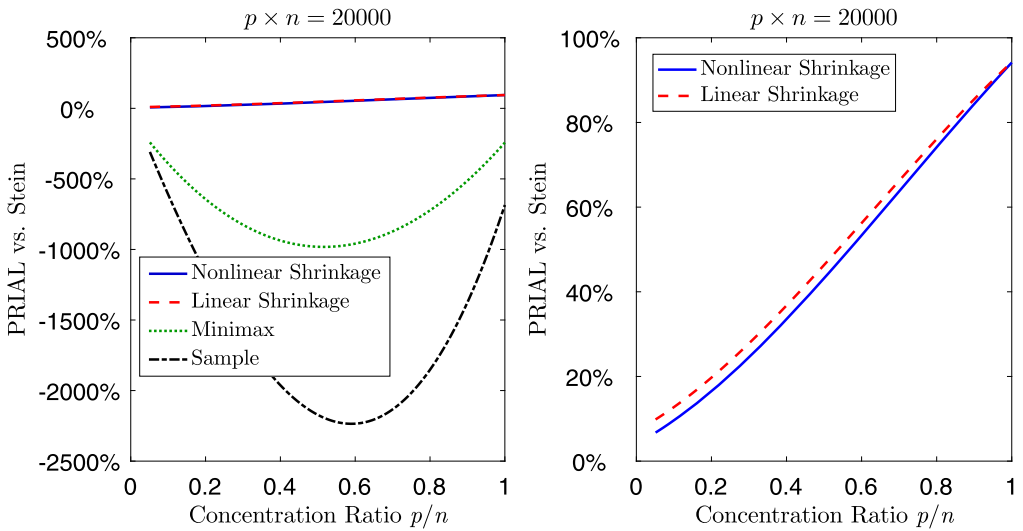 p × n = 20000
500%
0%
-500%
-1000%
-1500%
-2000%
-2500%
PRIAL vs. Stein
Nonlinear Shrinkage
Linear Shrinkage
Minimax
Sample
0
0.2
0.4
0.6
0.8
1
Concentration Ratio p/n
p × n = 20000
100%
80%
60%
40%
20%
0%
PRIAL vs. Stein
Nonlinear Shrinkage
Linear Shrinkage
0
0.2
0.4
0.6
0.8
1
Concentration Ratio p/n